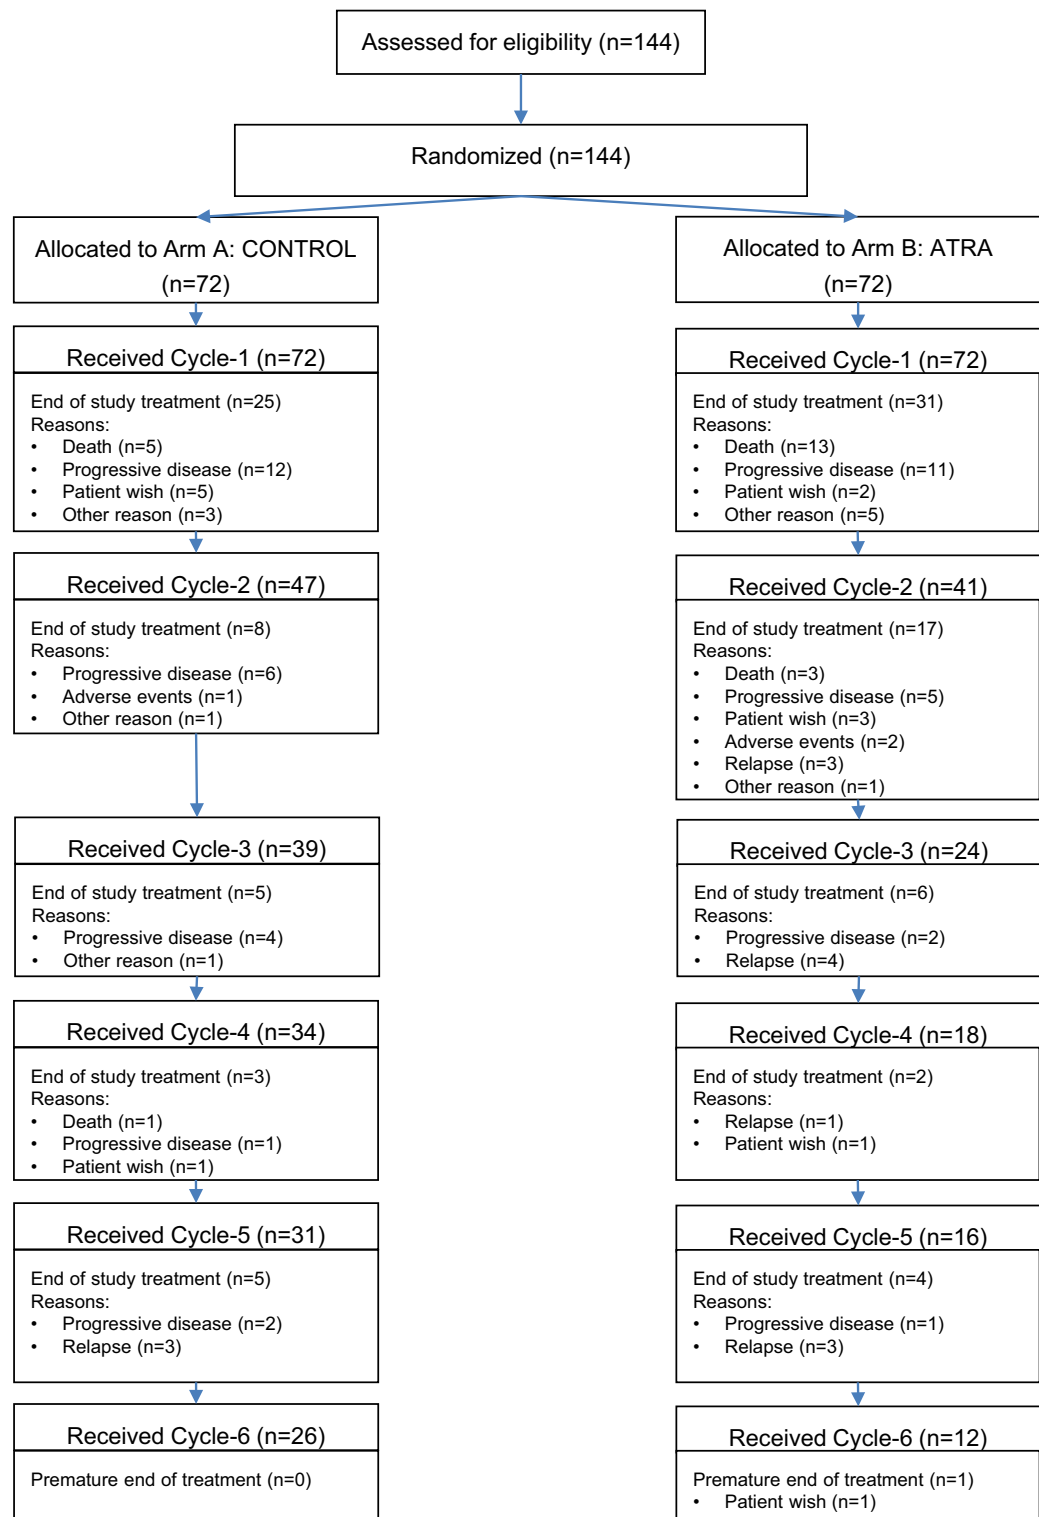 Assessed for eligibility (n=144)
Randomized (n=144)
Allocated to Arm A: CONTROL
(n=72)
Received Cycle-1 (n=72)
End of study treatment (n=25)
Reasons:
• Death (n=5)
• Progressive disease (n=12)
• Patient wish (n=5)
• Other reason (n=3)
Received Cycle-2 (n=47)
End of study treatment (n=8)
Reasons:
• Progressive disease (n=6)
• Adverse events (n=1)
• Other reason (n=1)
Received Cycle-3 (n=39)
End of study treatment (n=5)
Reasons:
• Progressive disease (n=4)
• Other reason (n=1)
Received Cycle-4 (n=34)
End of study treatment (n=3)
Reasons:
• Death (n=1)
• Progressive disease (n=1)
• Patient wish (n=1)
Received Cycle-5 (n=31)
End of study treatment (n=5)
Reasons:
• Progressive disease (n=2)
• Relapse (n=3)
Received Cycle-6 (n=26)
Premature end of treatment (n=0)
Allocated to Arm B: ATRA
(n=72)
Received Cycle-1 (n=72)
End of study treatment (n=31)
Reasons:
• Death (n=13)
• Progressive disease (n=11)
• Patient wish (n=2)
• Other reason (n=5)
Received Cycle-2 (n=41)
End of study treatment (n=17)
Reasons:
• Death (n=3)
• Progressive disease (n=5)
• Patient wish (n=3)
• Adverse events (n=2)
• Relapse (n=3)
• Other reason (n=1)
Received Cycle-3 (n=24)
End of study treatment (n=6)
Reasons:
• Progressive disease (n=2)
• Relapse (n=4)
Received Cycle-4 (n=18)
End of study treatment (n=2)
Reasons:
• Relapse (n=1)
• Patient wish (n=1)
Received Cycle-5 (n=16)
End of study treatment (n=4)
Reasons:
• Progressive disease (n=1)
• Relapse (n=3)
Received Cycle-6 (n=12)
Premature end of treatment (n=1)
• Patient wish (n=1)